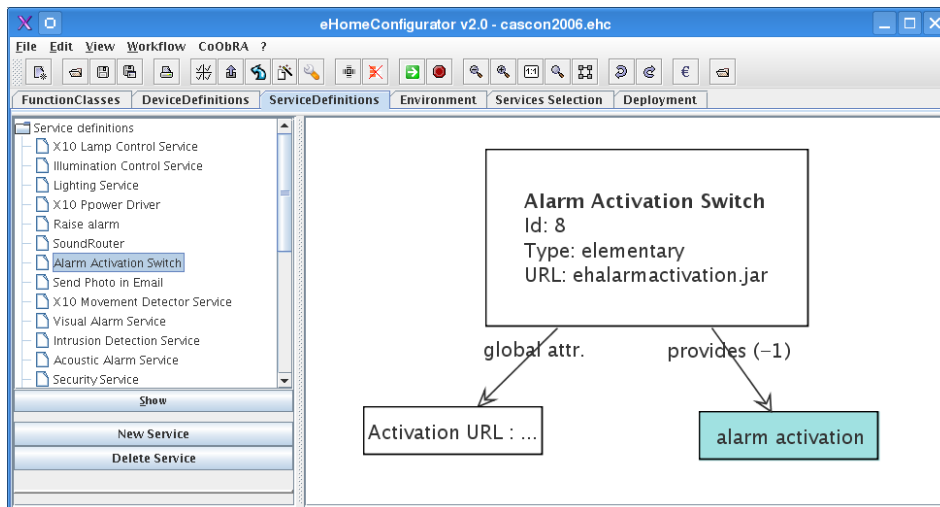 eHomeConfigurator v2.0 - cascon2006.ehc
File Edit View Workflow CoObRA ?
1:1 €
FunctionClasses DeviceDefinitions ServiceDefinitions Environment Services Selection Deployment
Service definitions
X10 Lamp Control Service
Illumination Control Service
Lighting Service
X10 Ppower Driver
Raise alarm
SoundRouter
Alarm Activation Switch
Send Photo in Email
X10 Movement Detector Service
Visual Alarm Service
Intrusion Detection Service
Acoustic Alarm Service
Security Service
Show
New Service
Delete Service
Alarm Activation Switch
Id: 8
Type: elementary
URL: ehalarmactivation.jar
global attr.
provides (−1)
Activation URL : ...
alarm activation